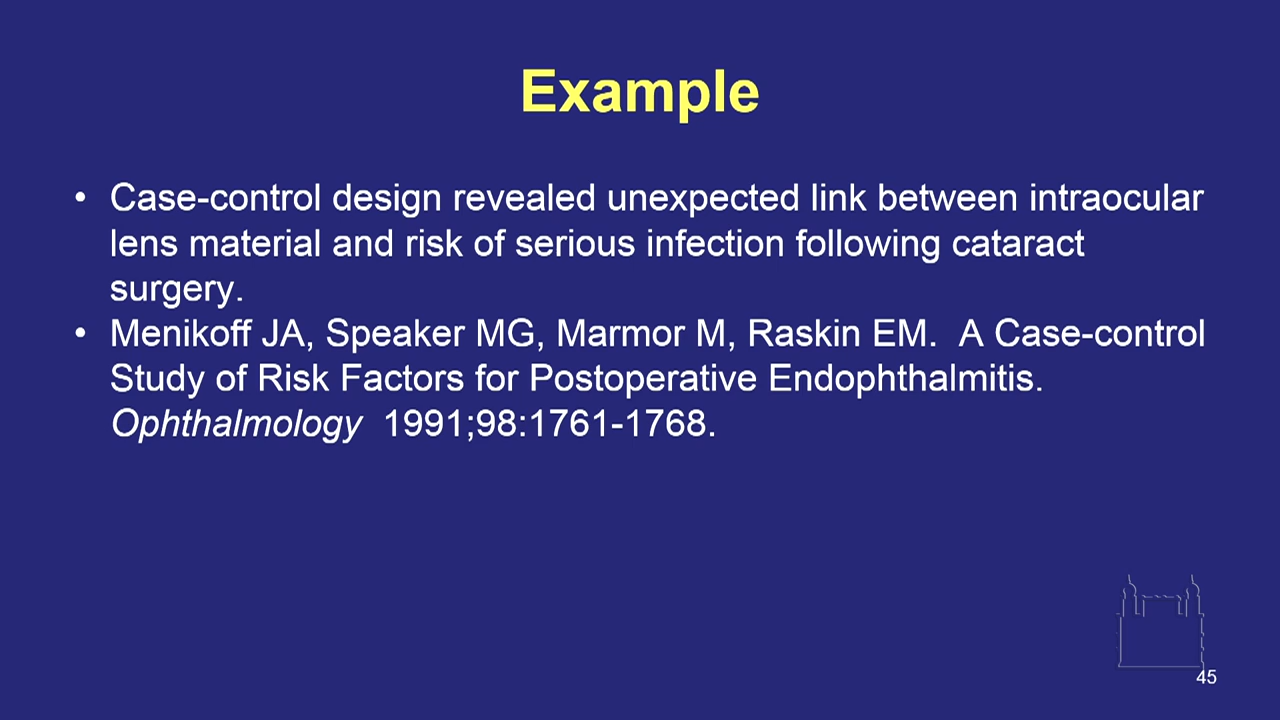 Example
• Case-control design revealed unexpected link between intraocular
lens material and risk of serious infection following cataract
surgery.
• Menikoff JA, Speaker MG, Marmor M, Raskin EM.  A Case-control
Study of Risk Factors for Postoperative Endophthalmitis.
Ophthalmology  1991;98:1761-1768.
45